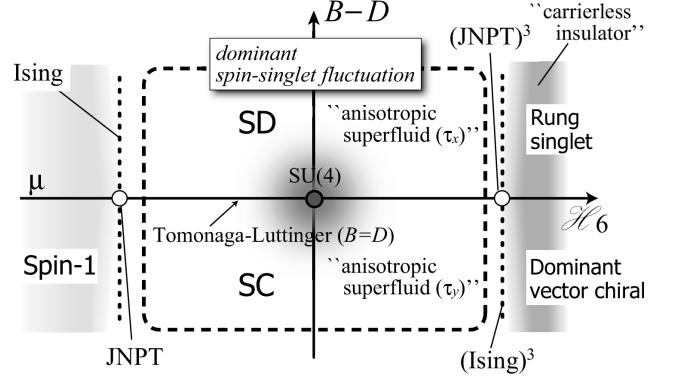 B−D
``carrierless
insulator''
(JNPT)³
dominant
spin-singlet fluctuation
Ising
SD
``anisotropic
superfluid (τx)''
Rung
singlet
SU(4)
μ
ℋ6
Tomonaga-Luttinger (B=D)
Spin-1
SC
``anisotropic
superfluid (τy)''
Dominant
vector chiral
JNPT
(Ising)³